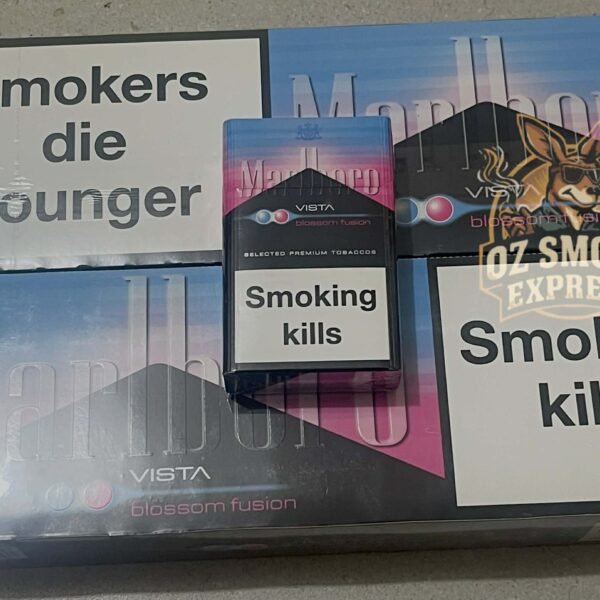 mokers
die
ounger
Marlboro
VISTA
blossom fusion
OZ SMO
EXPRE
Marlboro
VISTA
blossom fusion
SELECTED PREMIUM TOBACCOS
Smoking
kills
arlboro
VISTA
blossom fusion
Smo
kil